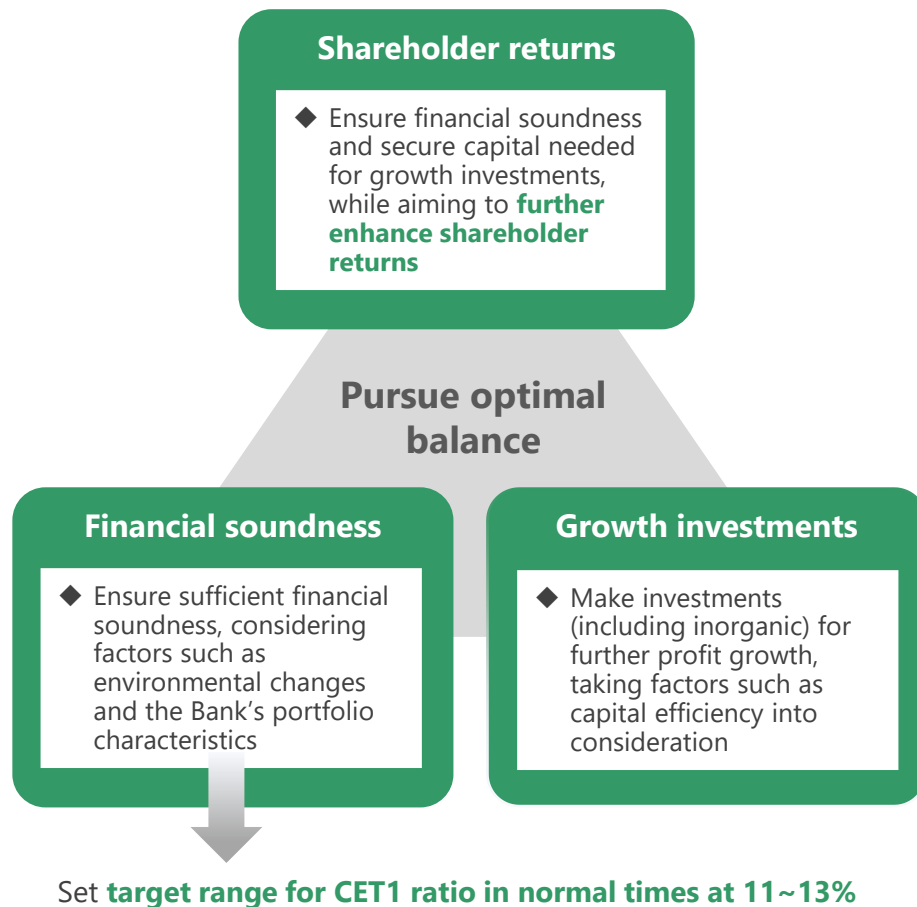 Shareholder returns
◆ Ensure financial soundness
and secure capital needed
for growth investments,
while aiming to further
enhance shareholder
returns
Pursue optimal
balance
Financial soundness
◆ Ensure sufficient financial
soundness, considering
factors such as
environmental changes
and the Bank’s portfolio
characteristics
Growth investments
◆ Make investments
(including inorganic) for
further profit growth,
taking factors such as
capital efficiency into
consideration
Set target range for CET1 ratio in normal times at 11~13%